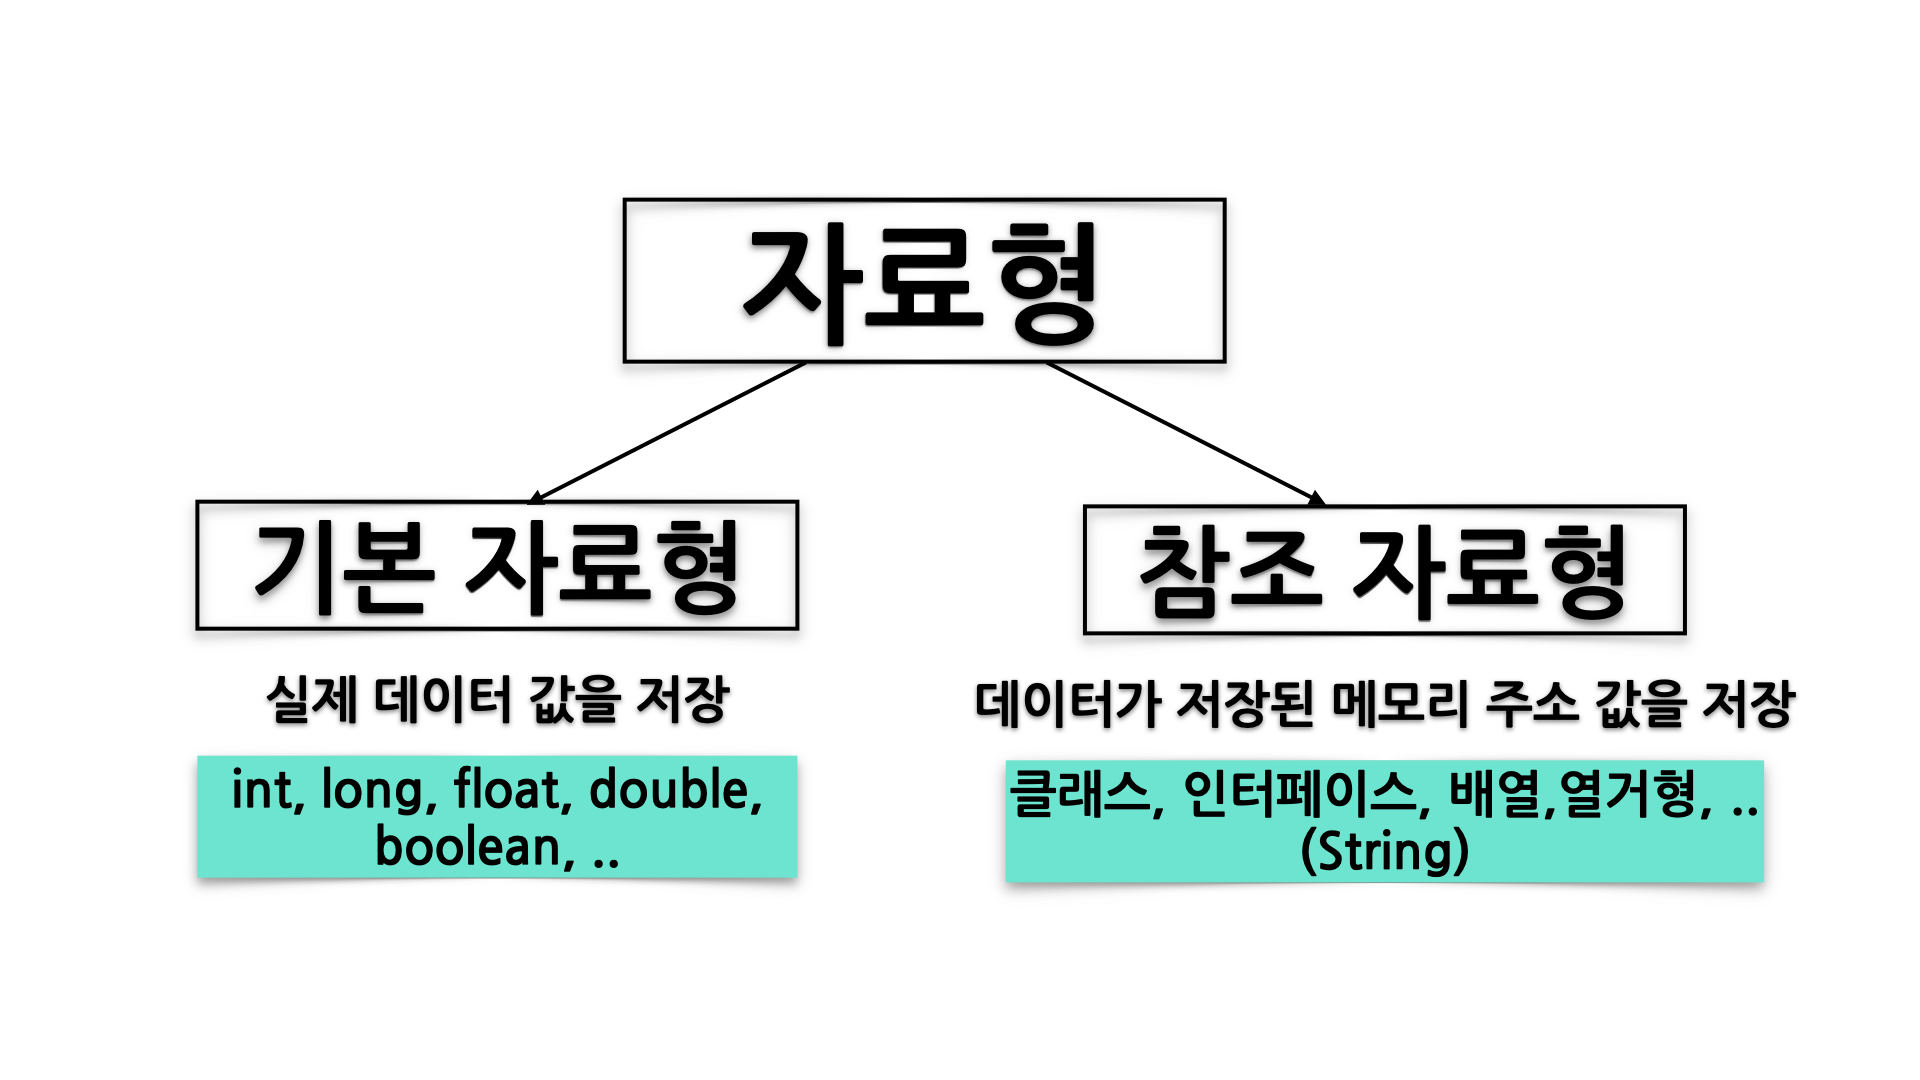 자료형
기본 자료형
실제 데이터 값을 저장
int, long, float, double,
boolean, ..
참조 자료형
데이터가 저장된 메모리 주소 값을 저장
클래스, 인터페이스, 배열,열거형, ..
(String)